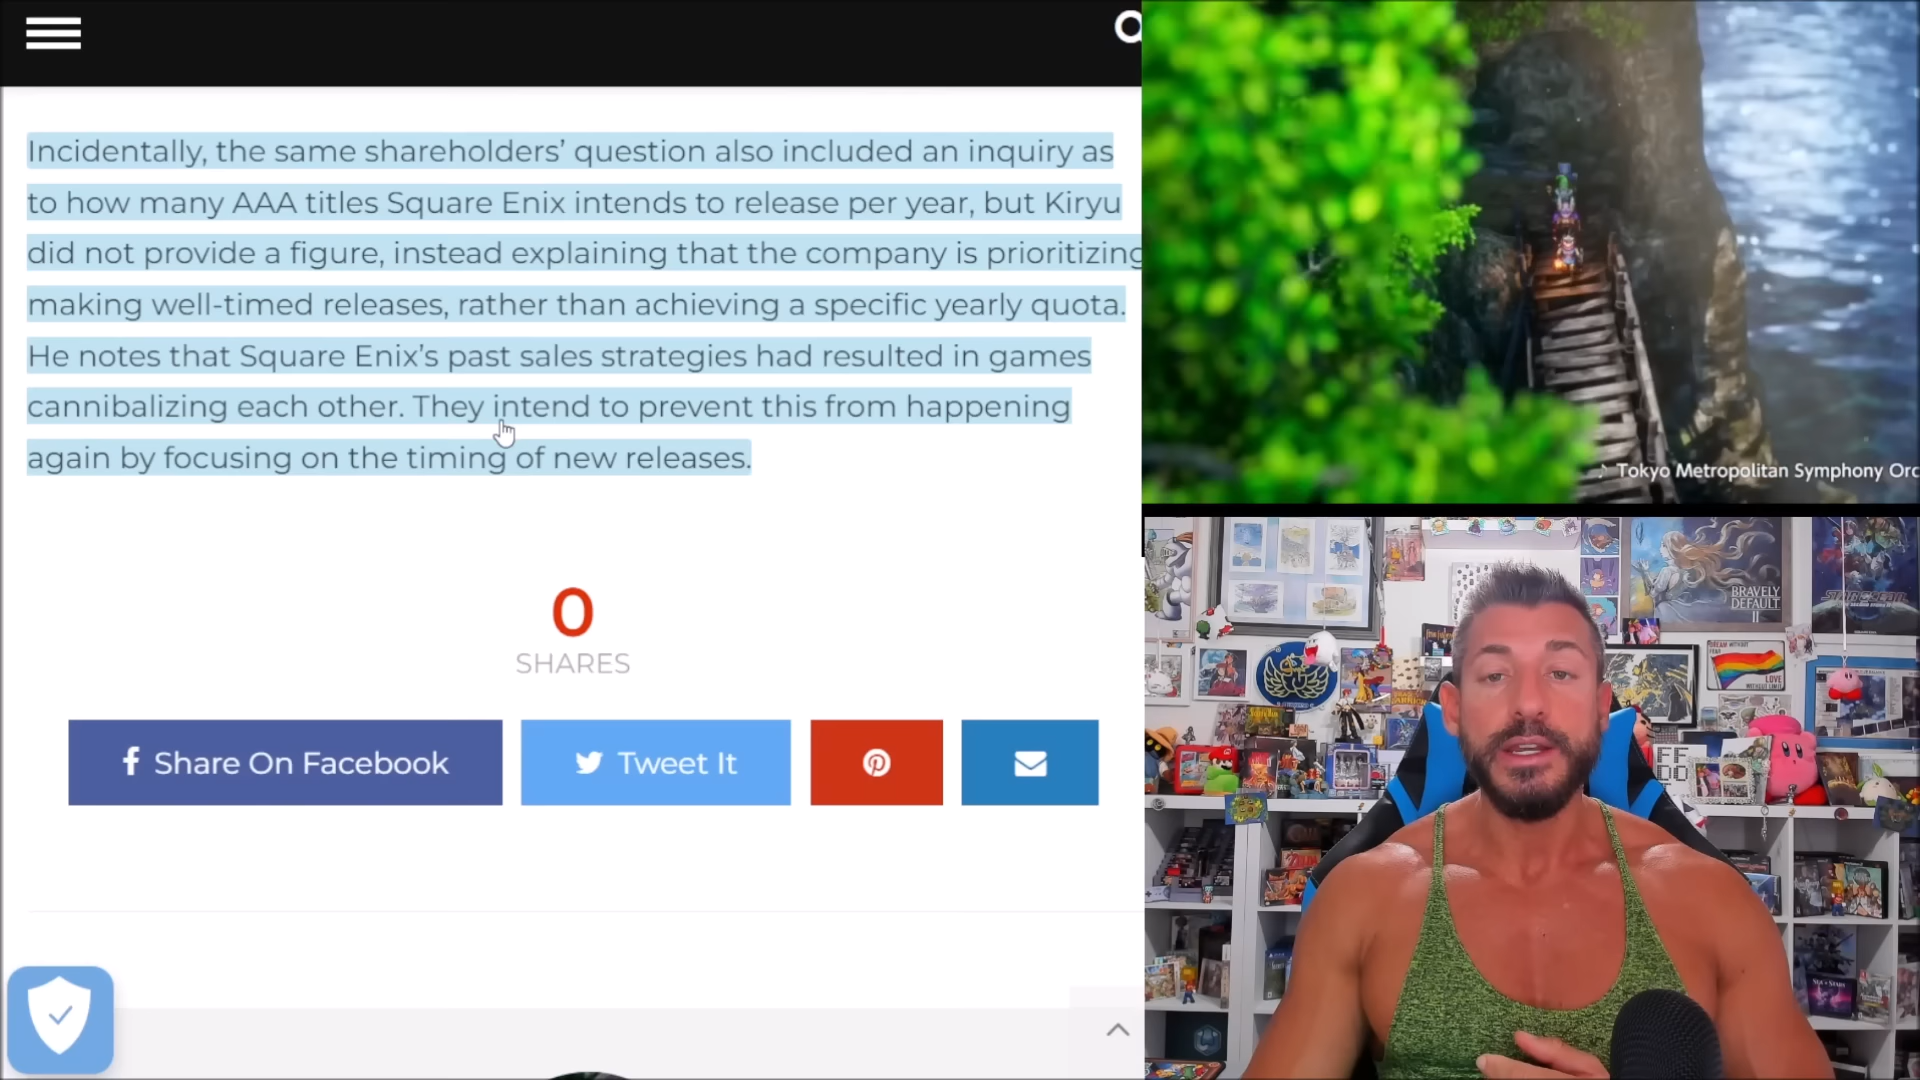 Incidentally, the same shareholders’ question also included an inquiry as
to how many AAA titles Square Enix intends to release per year, but Kiryu
did not provide a figure, instead explaining that the company is prioritizing
making well-timed releases, rather than achieving a specific yearly quota.
He notes that Square Enix’s past sales strategies had resulted in games
cannibalizing each other. They intend to prevent this from happening
again by focusing on the timing of new releases.
0
SHARES
Share On Facebook
Tweet It
♪ Tokyo Metropolitan Symphony Orc
BRAVELY
DEFAULT
II
LOVE